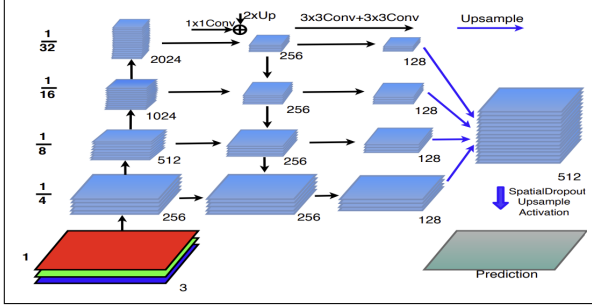 1x1Conv
2xUp
3x3Conv+3x3Conv
Upsample
1
32
2024
256
128
1
16
1024
256
128
1
8
512
256
128
512
1
4
256
256
128
SpatialDropout
Upsample
Activation
1
3
Prediction